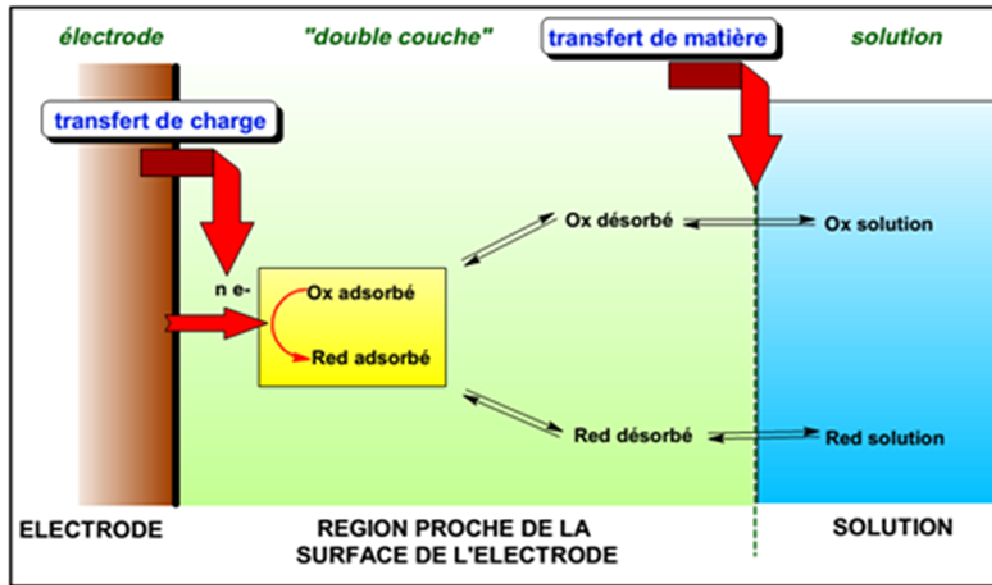 électrode
"double couche"
transfert de matière
solution
transfert de charge
Ox désorbé
Ox solution
n e-
Ox adsorbé
Red adsorbé
Red désorbé
Red solution
ELECTRODE
REGION PROCHE DE LA
SURFACE DE L'ELECTRODE
SOLUTION